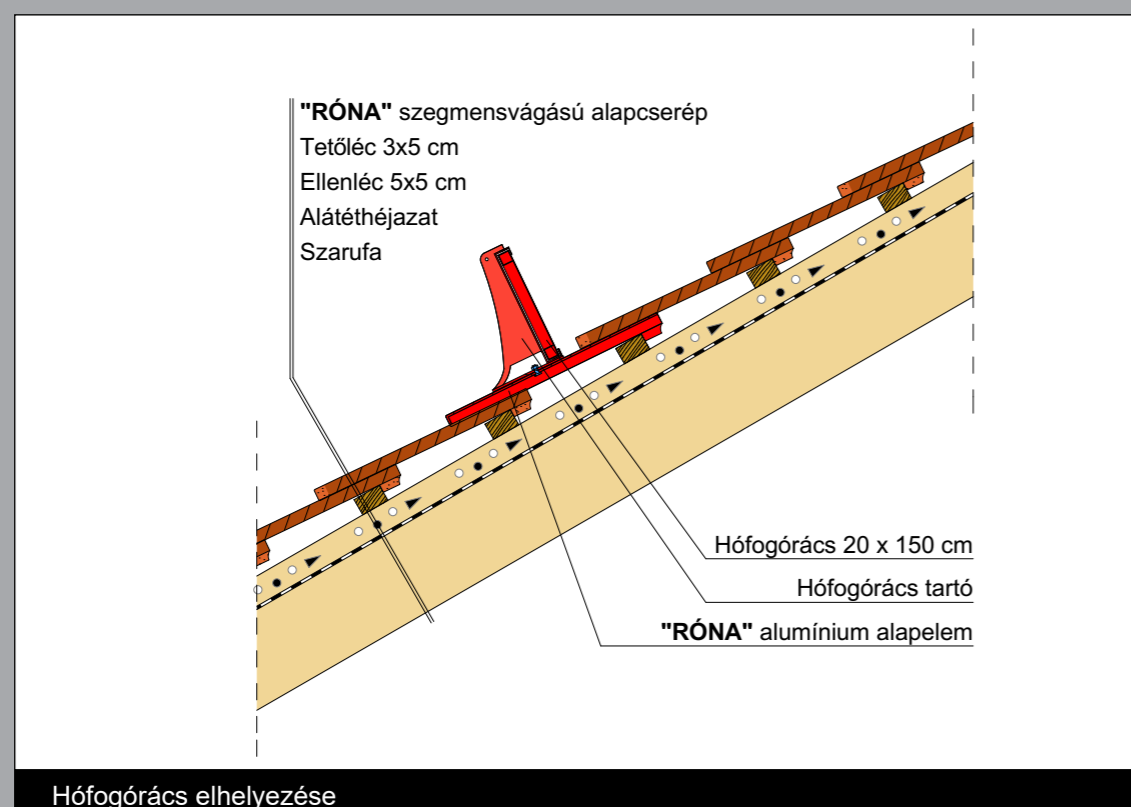 "RÓNA" szegmensvágású alapcserép
Tetőléc 3x5 cm
Ellenléc 5x5 cm
Alátéthéjazat
Szarufa
Hófogórács 20 x 150 cm
Hófogórács tartó
"RÓNA" alumínium alapelem
Hófogórács elhelyezése